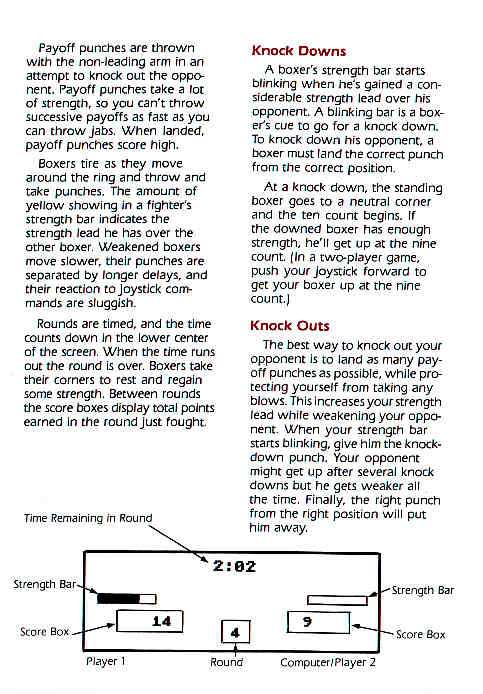 Payoff punches are thrown
with the non-leading arm in an
attempt to knock out the oppo-
nent. Payoff punches take a lot
of strength, so you can't throw
successive payoffs as fast as you
can throw jabs. When landed,
payoff punches score high.
Boxers tire as they move
around the ring and throw and
take punches. The amount of
yellow showing in a fighter's
strength bar indicates the
strength lead he has over the
other boxer. Weakened boxers
move slower, their punches are
separated by longer delays, and
their reaction to joystick com-
mands are sluggish.
Rounds are timed, and the time
counts down in the lower center
of the screen. When the time runs
out the round is over. Boxers take
their corners to rest and regain
some strength. Between rounds
the score boxes display total points
earned in the round just fought.
Knock Downs
A boxer's strength bar starts
blinking when he's gained a con-
siderable strength lead over his
opponent. A blinking bar is a box-
er's cue to go for a knock down.
To knock down his opponent, a
boxer must land the correct punch
from the correct position.
At a knock down, the standing
boxer goes to a neutral corner
and the ten count begins. If
the downed boxer has enough
strength, he'll get up at the nine
count. (In a two-player game,
push your joystick forward to
get your boxer up at the nine
count.)
Knock Outs
The best way to knock out your
opponent is to land as many pay-
off punches as possible, while pro-
tecting yourself from taking any
blows. This increases your strength
lead while weakening your oppo-
nent. When your strength bar
starts blinking, give him the knock-
down punch. Your opponent
might get up after several knock
downs but he gets weaker all
the time. Finally, the right punch
from the right position will put
him away.
Time Remaining in Round
2:02
Strength Bar
Strength Bar
Score Box
14
4
9
Score Box
Player 1
Round
Computer/Player 2